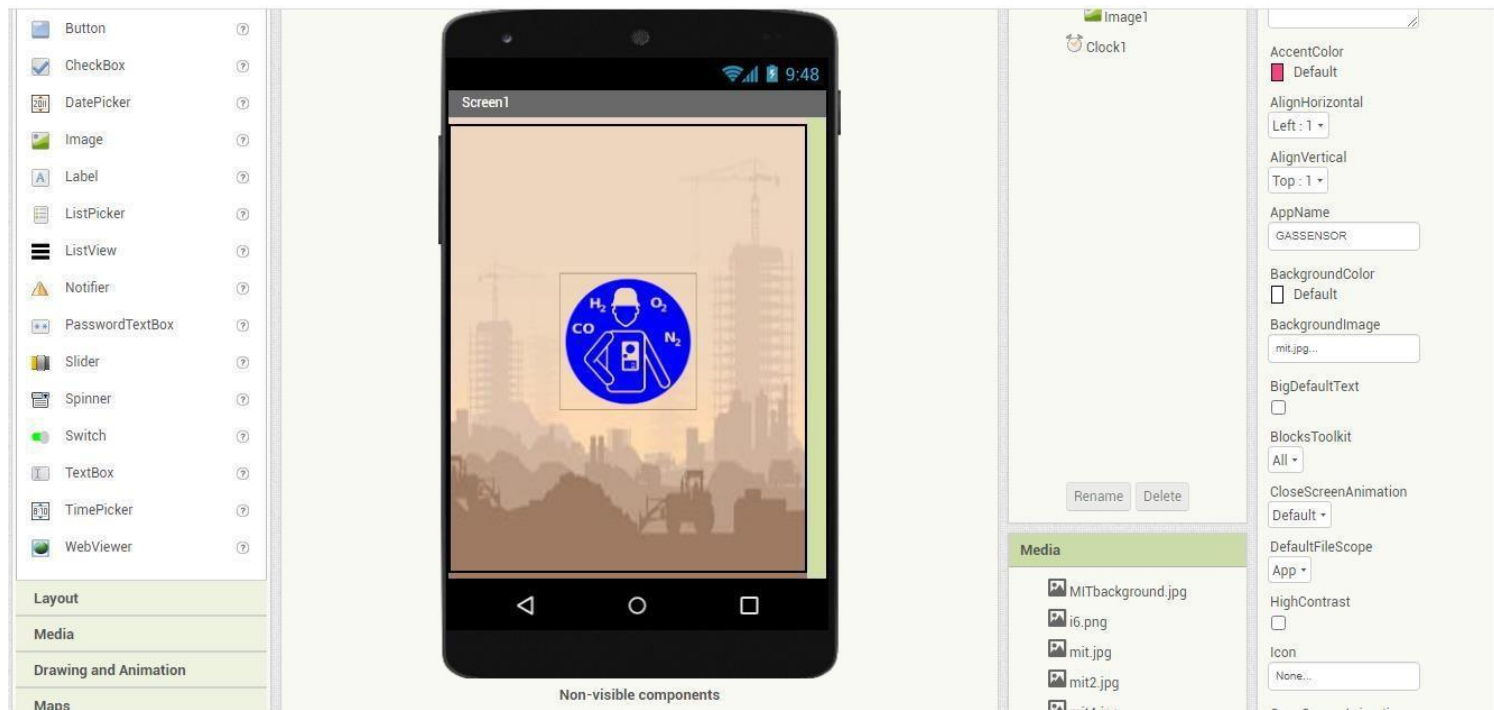 Button
?
CheckBox
?
DatePicker
?
Image
?
Label
?
ListPicker
?
ListView
?
Notifier
?
PasswordTextBox
?
Slider
?
Spinner
?
Switch
?
TextBox
?
TimePicker
?
WebViewer
?
Layout
Media
Drawing and Animation
Maps
9:48
Screen1
H2 O2
CO N2
Non-visible components
Image1
Clock1
Rename Delete
Media
MITbackground.jpg
i6.png
mit.jpg
mit2.jpg
AccentColor
Default
AlignHorizontal
Left : 1
AlignVertical
Top : 1
AppName
GASSENSOR
BackgroundColor
Default
BackgroundImage
mit.jpg...
BigDefaultText
BlocksToolkit
All
CloseScreenAnimation
Default
DefaultFileScope
App
HighContrast
Icon
None...